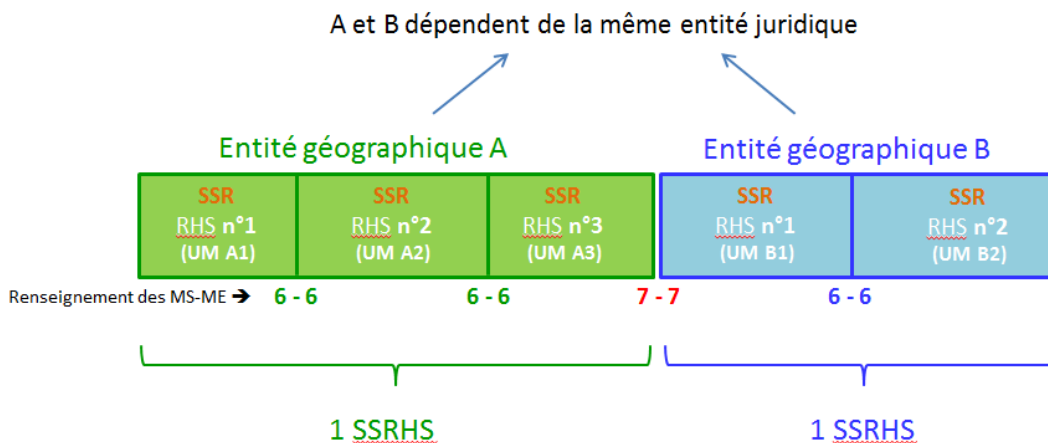 A et B dépendent de la même entité juridique
Entité géographique A
Entité géographique B
SSR
RHS n°1
(UM A1)
SSR
RHS n°2
(UM A2)
SSR
RHS n°3
(UM A3)
SSR
RHS n°1
(UM B1)
SSR
RHS n°2
(UM B2)
Renseignement des MS-ME ➔ 6 - 6 6 - 6 7 - 7 6 - 6
1 SSRHS
1 SSRHS